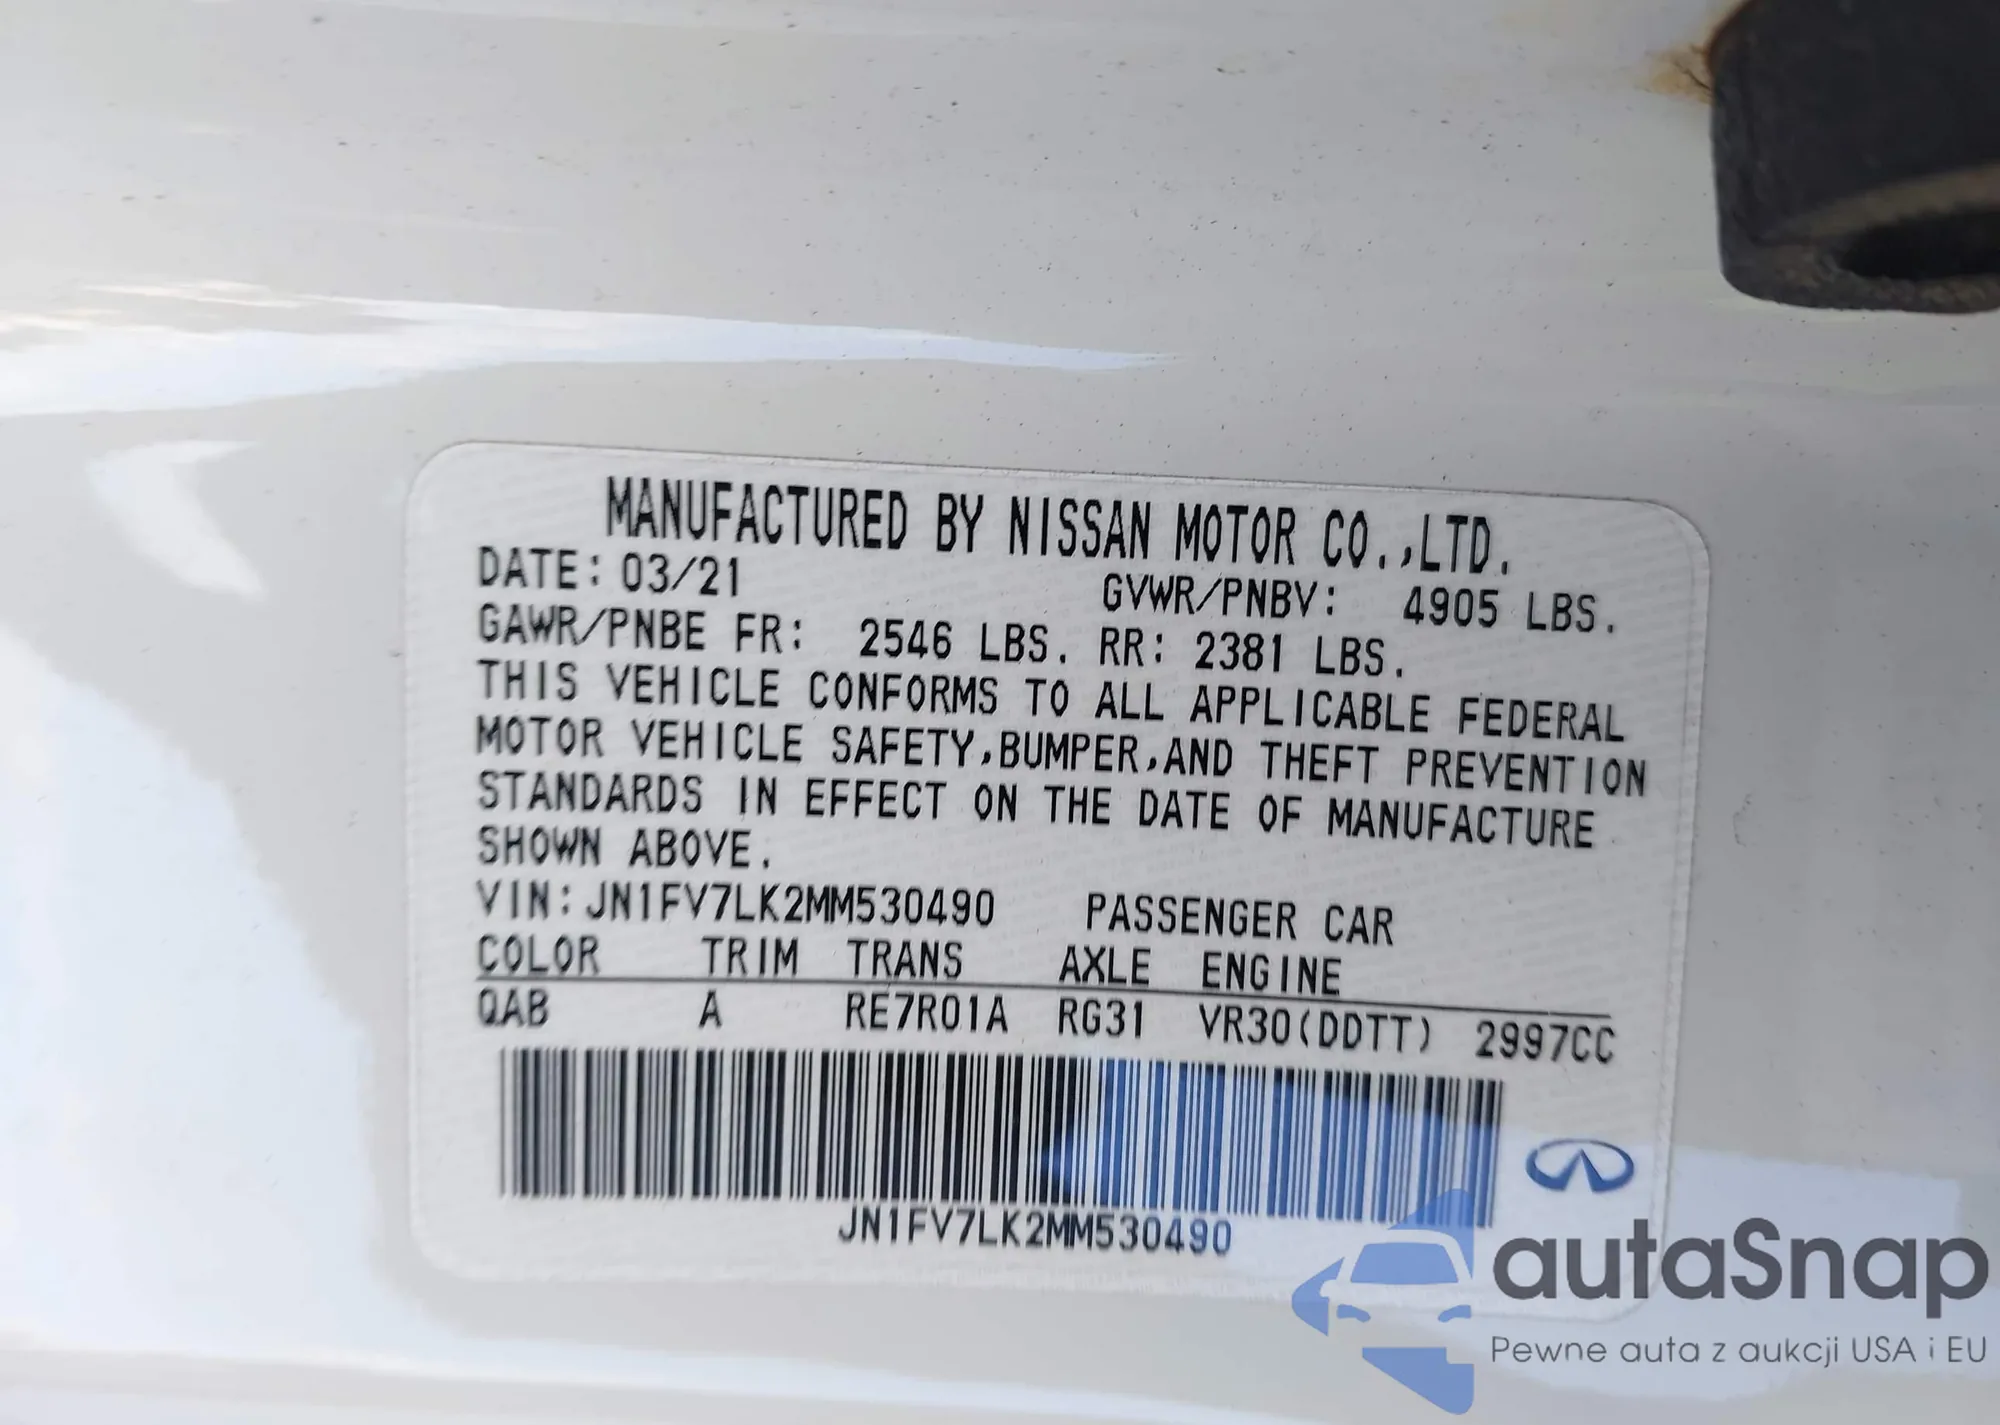 MANUFACTURED BY NISSAN MOTOR CO.,LTD.
DATE: 03/21 GVWR/PNBV: 4905 LBS.
GAWR/PNBE FR: 2546 LBS. RR: 2381 LBS.
THIS VEHICLE CONFORMS TO ALL APPLICABLE FEDERAL
MOTOR VEHICLE SAFETY,BUMPER,AND THEFT PREVENTION
STANDARDS IN EFFECT ON THE DATE OF MANUFACTURE
SHOWN ABOVE.
VIN:JN1FV7LK2MM530490 PASSENGER CAR
COLOR TRIM TRANS AXLE ENGINE
QAB A RE7R01A RG31 VR30(DDTT) 2997CC
JN1FV7LK2MM530490
autaSnap
Pewne auta z aukcji USA i EU